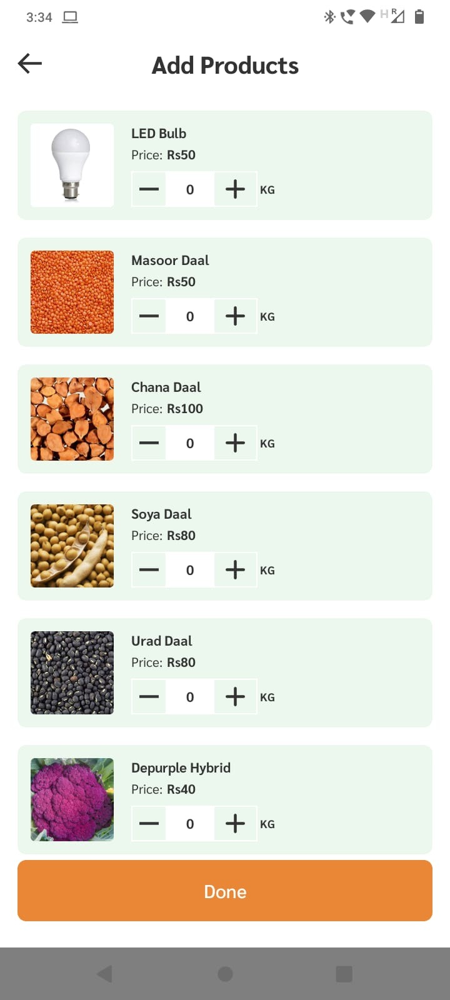 3:34
H R
Add Products
LED Bulb
Price: Rs50
0
KG
Masoor Daal
Price: Rs50
0
KG
Chana Daal
Price: Rs100
0
KG
Soya Daal
Price: Rs80
0
KG
Urad Daal
Price: Rs80
0
KG
Depurple Hybrid
Price: Rs40
0
KG
Done